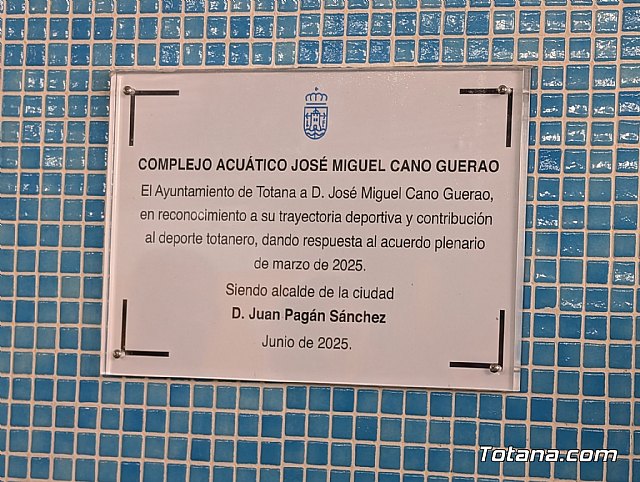 COMPLEJO ACUÁTICO JOSÉ MIGUEL CANO GUERAO
El Ayuntamiento de Totana a D. José Miguel Cano Guerao,
en reconocimiento a su trayectoria deportiva y contribución
al deporte totanero, dando respuesta al acuerdo plenario
de marzo de 2025.
Siendo alcalde de la ciudad
D. Juan Pagán Sánchez
Junio de 2025.
Totana.com